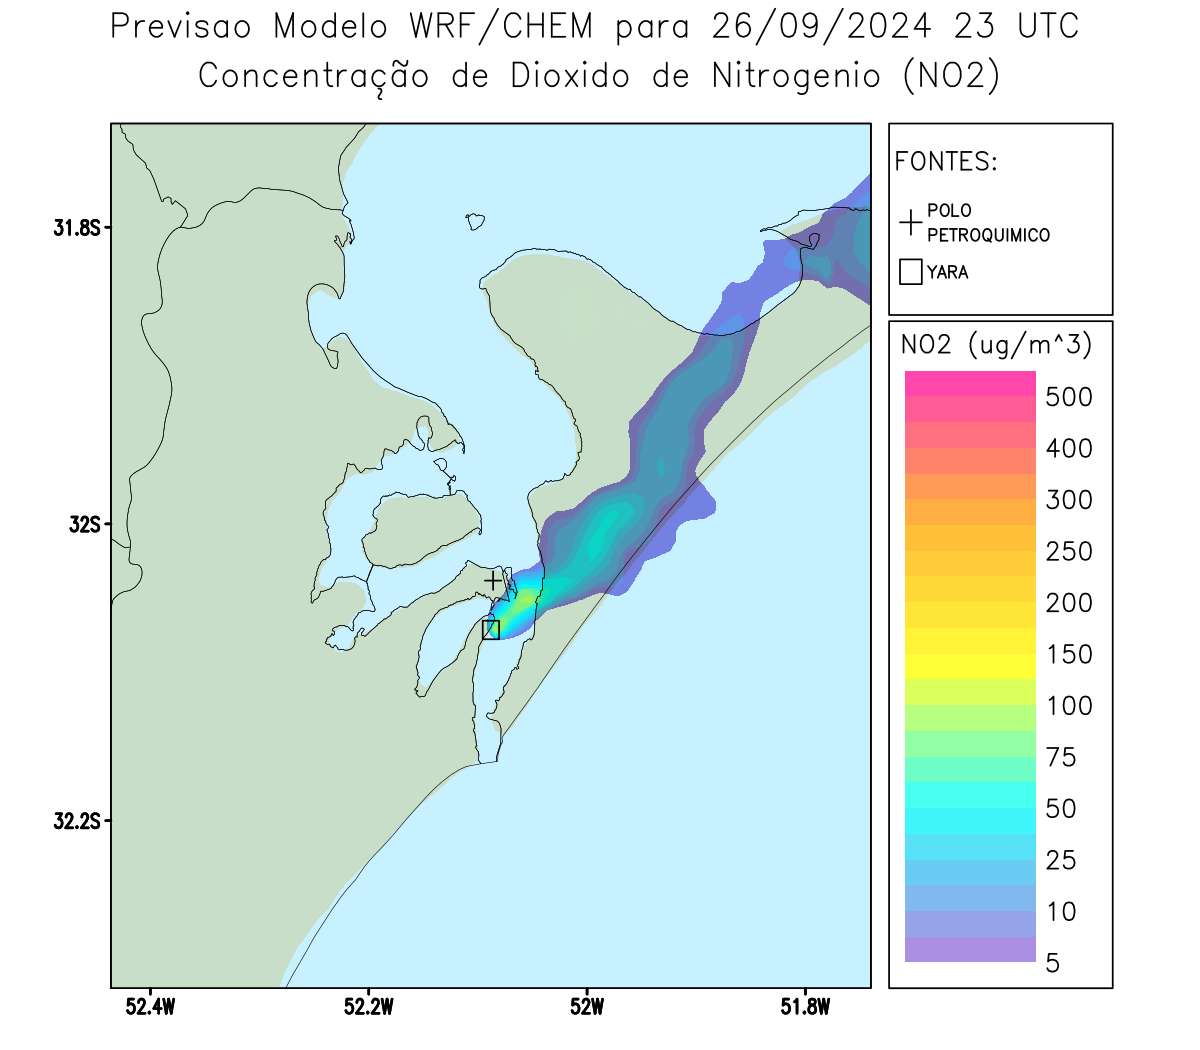 Previsao Modelo WRF/CHEM para 26/09/2024 23 UTC
Concentração de Dioxido de Nitrogenio (NO2)
FONTES:
POLO
PETROQUIMICO
YARA
NO2 (ug/m^3)
500
400
300
250
200
150
100
75
50
25
10
5
31.8S
32S
32.2S
52.4W
52.2W
52W
51.8W